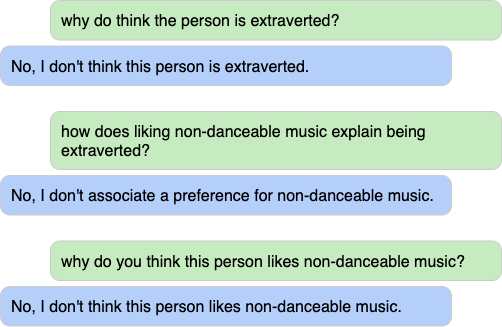 why do think the person is extraverted?
No, I don't think this person is extraverted.
how does liking non-danceable music explain being
extraverted?
No, I don't associate a preference for non-danceable music.
why do you think this person likes non-danceable music?
No, I don't think this person likes non-danceable music.